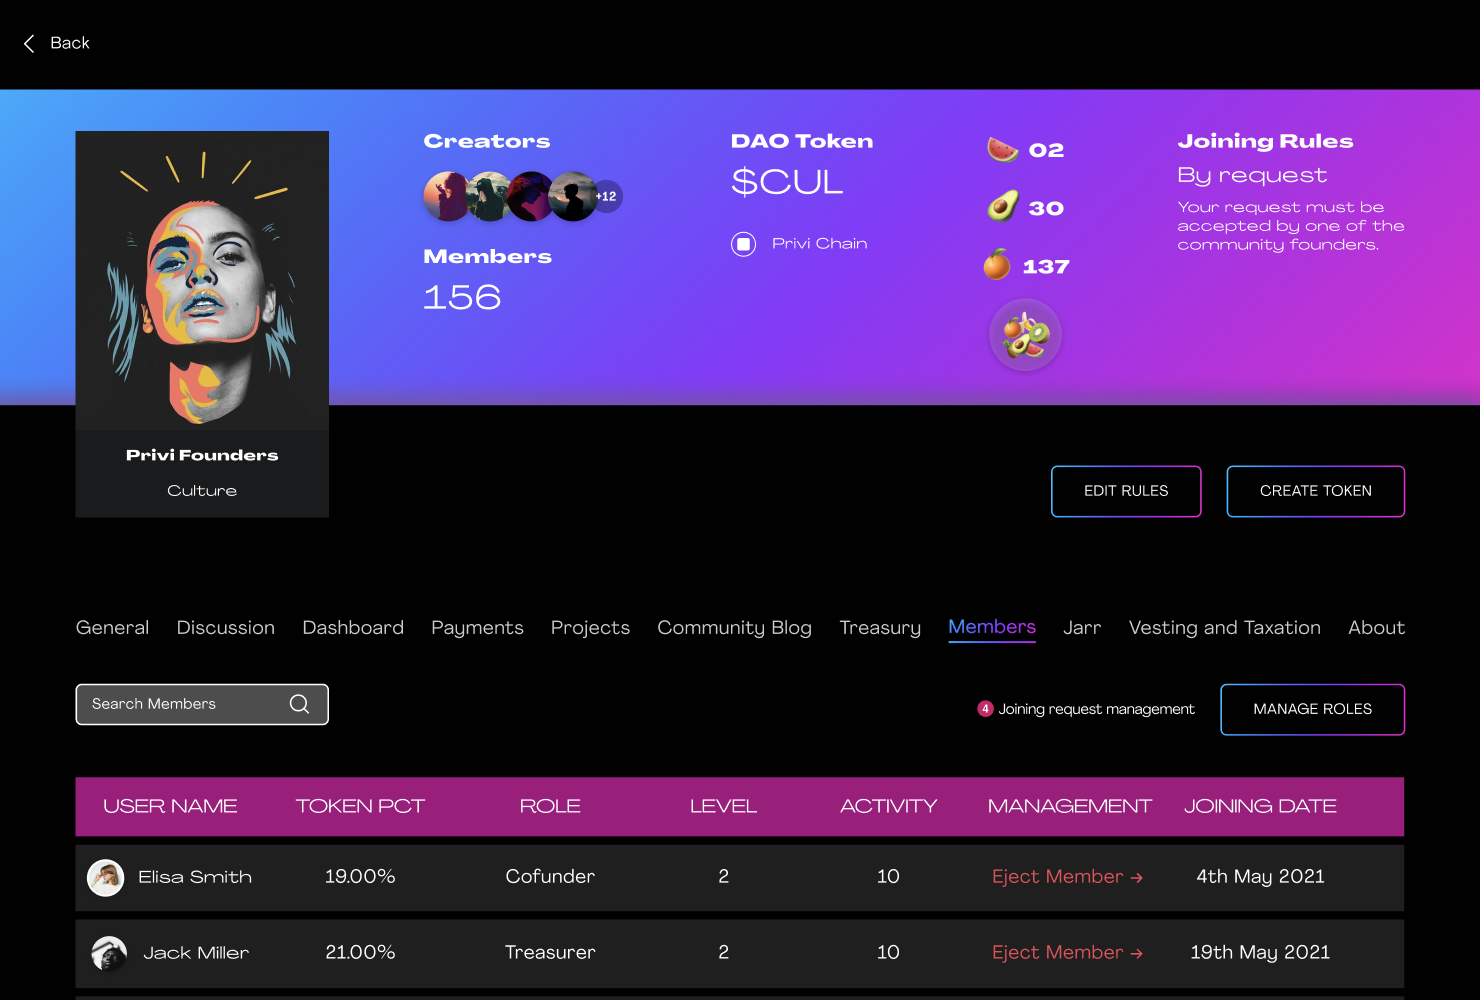 Back
Creators
+12
Members
156
DAO Token
$CUL
Privi Chain
02
30
137
Joining Rules
By request
Your request must be
accepted by one of the
community founders.
Privi Founders
Culture
EDIT RULES
CREATE TOKEN
General Discussion Dashboard Payments Projects Community Blog Treasury Members Jarr Vesting and Taxation About
Search Members
4 Joining request management
MANAGE ROLES
USER NAME TOKEN PCT ROLE LEVEL ACTIVITY MANAGEMENT JOINING DATE
Elisa Smith 19.00% Cofunder 2 10 Eject Member → 4th May 2021
Jack Miller 21.00% Treasurer 2 10 Eject Member → 19th May 2021